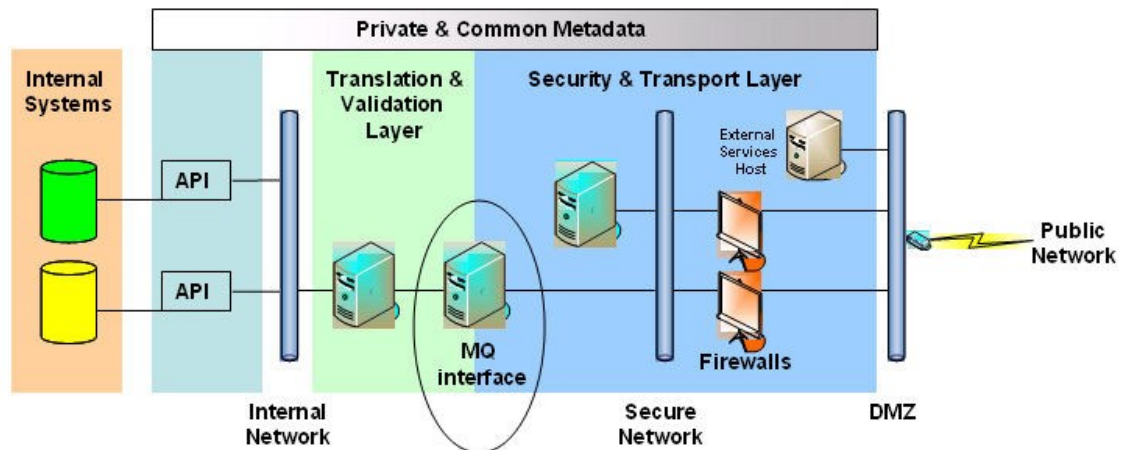 Private & Common Metadata
Internal
Systems
Translation &
Validation
Layer
Security & Transport Layer
External
Services
Host
API
API
Public
Network
MQ
interface
Firewalls
Internal
Network
Secure
Network
DMZ